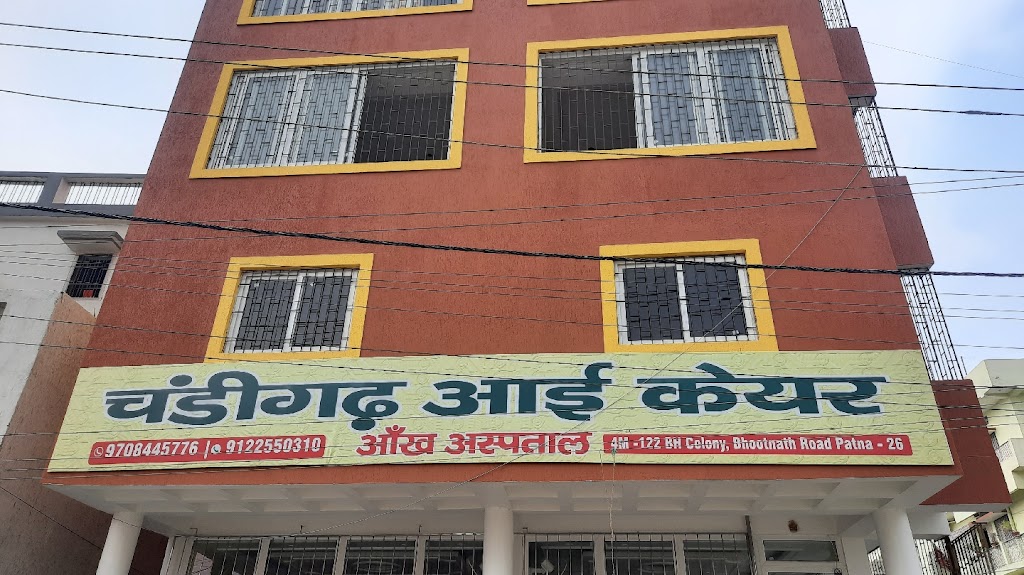 चंडीगढ़ आई केयर
9708445776 | 9122550310 आँख अस्पताल 4M -122 BH Colony, Bhootnath Road Patna - 26